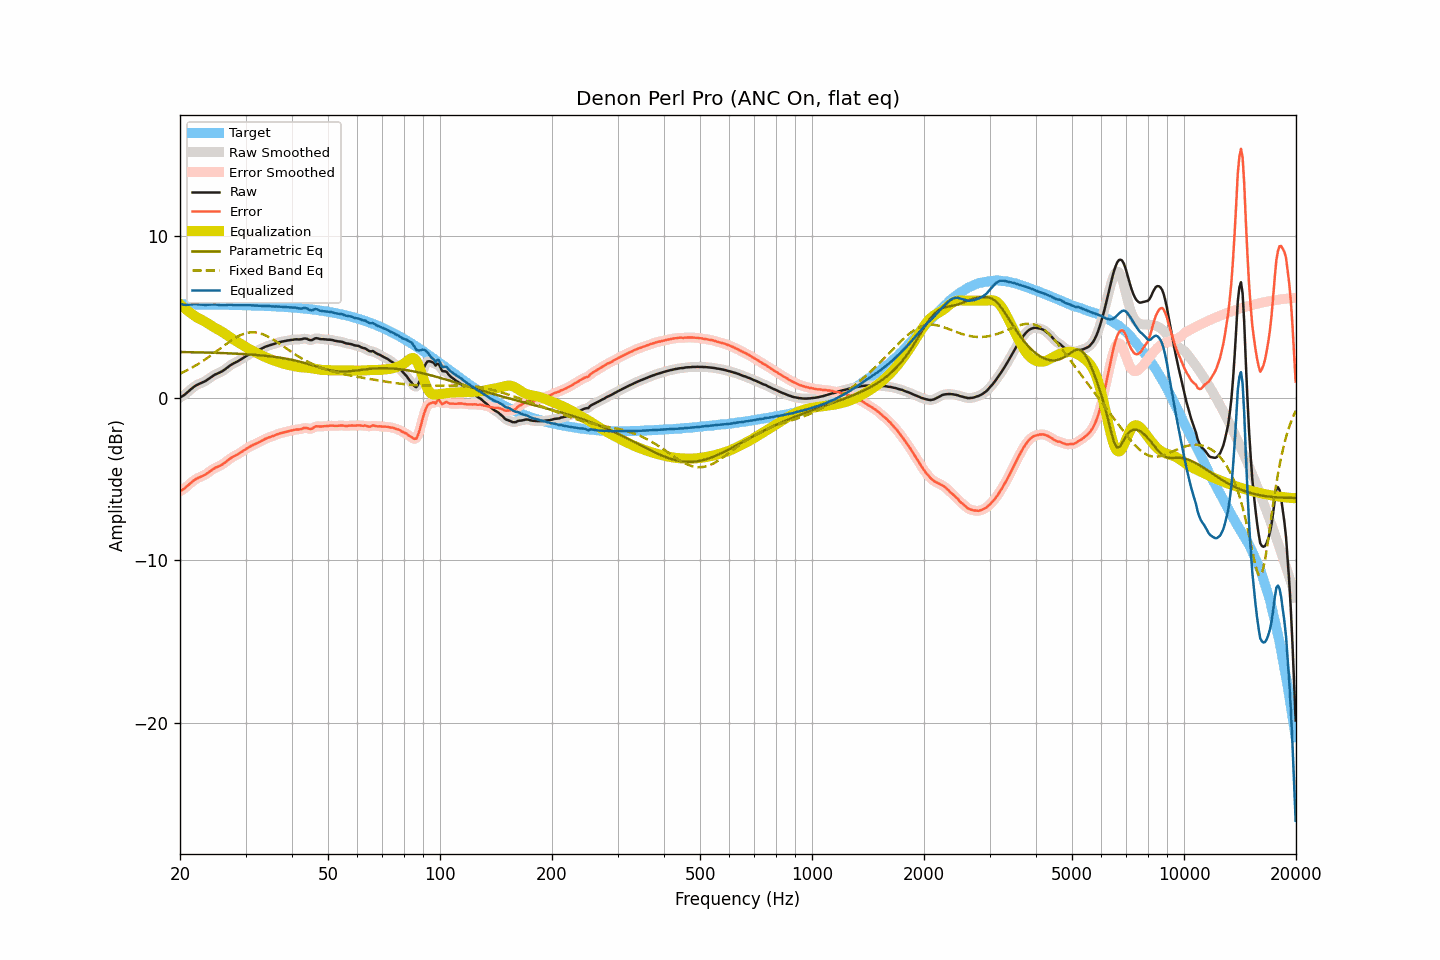 Denon Perl Pro (ANC On, flat eq)
Target
Raw Smoothed
Error Smoothed
Raw
Error
Equalization
Parametric Eq
Fixed Band Eq
Equalized
10
0
−10
−20
Amplitude (dBr)
20 50 100 200 500 1000 2000 5000 10000 20000
Frequency (Hz)